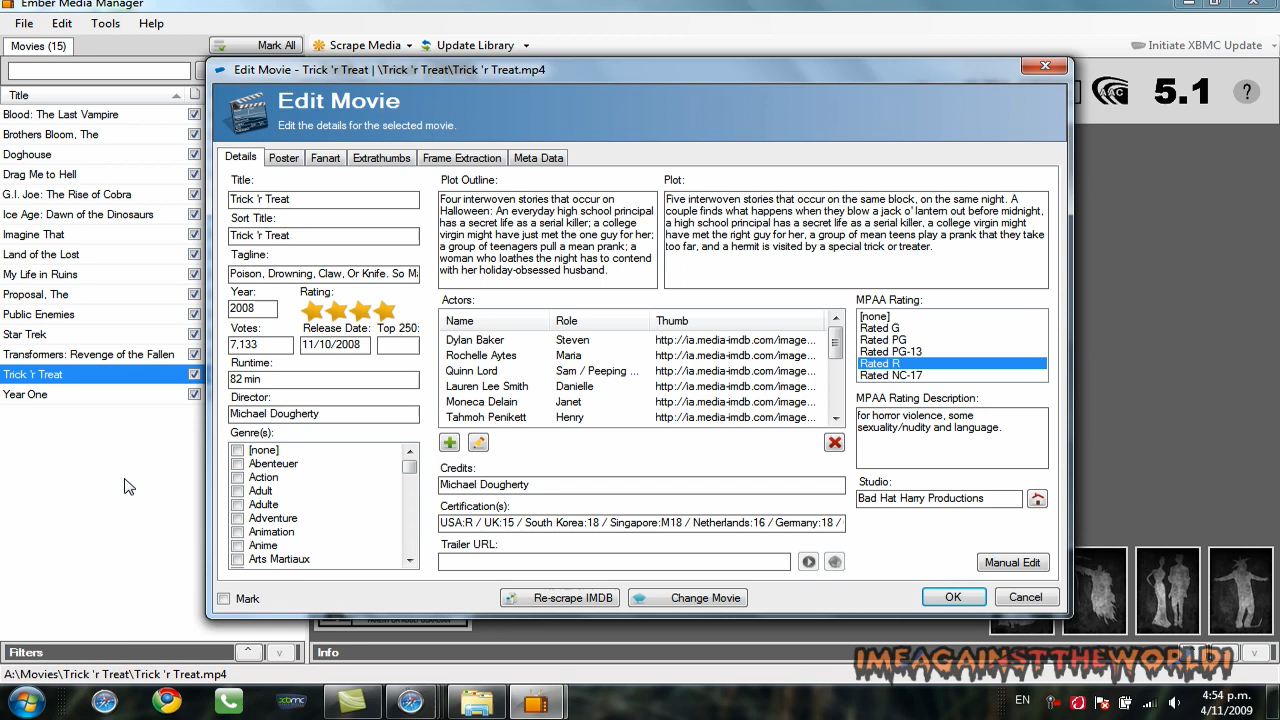 Ember Media Manager
File Edit Tools Help
Movies (15) Mark All Scrape Media Update Library Initiate XBMC Update
Title
Blood: The Last Vampire
Brothers Bloom, The
Doghouse
Drag Me to Hell
G.I. Joe: The Rise of Cobra
Ice Age: Dawn of the Dinosaurs
Imagine That
Land of the Lost
My Life in Ruins
Proposal, The
Public Enemies
Star Trek
Transformers: Revenge of the Fallen
Trick 'r Treat
Year One
Edit Movie - Trick 'r Treat | \Trick 'r Treat\Trick 'r Treat.mp4
Edit Movie
Edit the details for the selected movie.
AAC 5.1 ?
Details Poster Fanart Extrathumbs Frame Extraction Meta Data
Title:
Trick 'r Treat
Sort Title:
Trick 'r Treat
Tagline:
Poison, Drowning, Claw, Or Knife. So M
Year: Rating:
2008
Votes: Release Date: Top 250:
7,133 11/10/2008
Runtime:
82 min
Director:
Michael Dougherty
Genre(s):
[none]
Abenteuer
Action
Adult
Adulte
Adventure
Animation
Anime
Arts Martiaux
Plot Outline:
Four interwoven stories that occur on
Halloween: An everyday high school principal
has a secret life as a serial killer; a college
virgin might have just met the one guy for her;
a group of teenagers pull a mean prank; a
woman who loathes the night has to contend
with her holiday-obsessed husband.
Plot:
Five interwoven stories that occur on the same block, on the same night. A
couple finds what happens when they blow a jack o' lantern out before midnight,
a high school principal has a secret life as a serial killer, a college virgin might
have met the right guy for her, a group of mean teens play a prank that they take
too far, and a hermit is visited by a special trick or treater.
Actors:
Name Role Thumb
Dylan Baker Steven http://ia.media-imdb.com/image...
Rochelle Aytes Maria http://ia.media-imdb.com/image...
Quinn Lord Sam / Peeping ... http://ia.media-imdb.com/image...
Lauren Lee Smith Danielle http://ia.media-imdb.com/image...
Moneca Delain Janet http://ia.media-imdb.com/image...
Tahmoh Penikett Henry http://ia.media-imdb.com/image...
MPAA Rating:
[none]
Rated G
Rated PG
Rated PG-13
Rated R
Rated NC-17
MPAA Rating Description:
for horror violence, some
sexuality/nudity and language.
Credits:
Michael Dougherty
Studio:
Bad Hat Harry Productions
Certification(s):
USA:R / UK:15 / South Korea:18 / Singapore:M18 / Netherlands:16 / Germany:18 /
Trailer URL:
Manual Edit
Mark Re-scrape IMDB Change Movie OK Cancel
Filters ^ v Info v
A:\Movies\Trick 'r Treat\Trick 'r Treat.mp4
IMEAGAINSTTHEWORLD1
xbmc EN 4:54 p.m.
4/11/2009